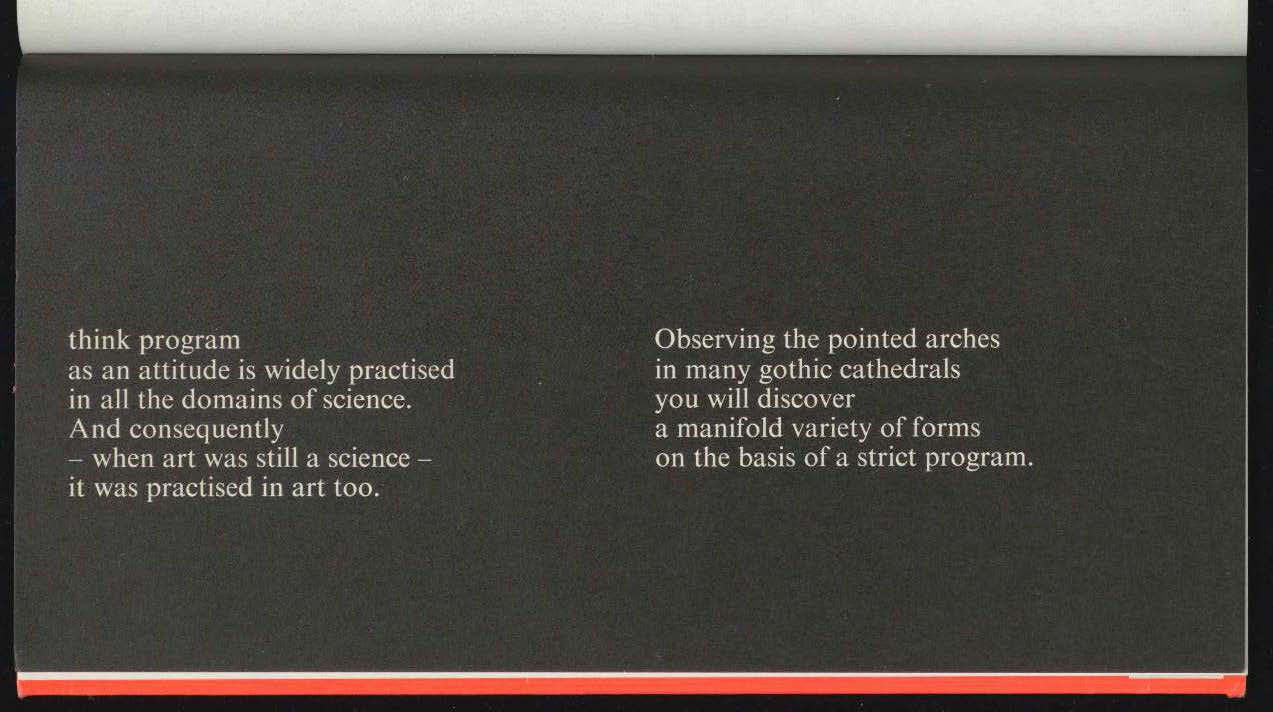 think program
as an attitude is widely practised
in all the domains of science.
And consequently
– when art was still a science –
it was practised in art too.
Observing the pointed arches
in many gothic cathedrals
you will discover
a manifold variety of forms
on the basis of a strict program.